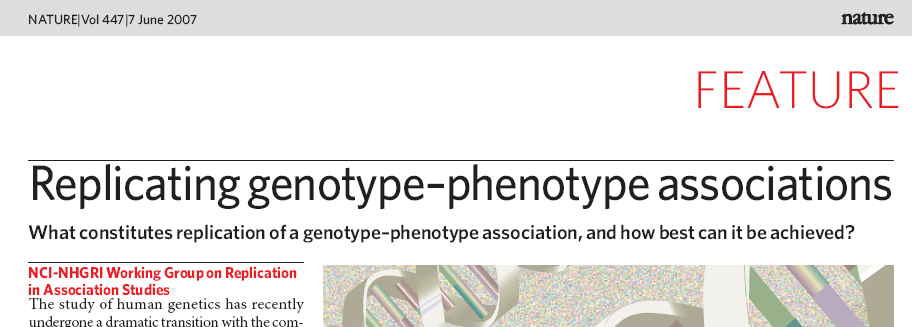 NATURE|Vol 447|7 June 2007
nature
FEATURE
Replicating genotype–phenotype associations
What constitutes replication of a genotype–phenotype association, and how best can it be achieved?
NCI-NHGRI Working Group on Replication
in Association Studies
The study of human genetics has recently
undergone a dramatic transition with the com-